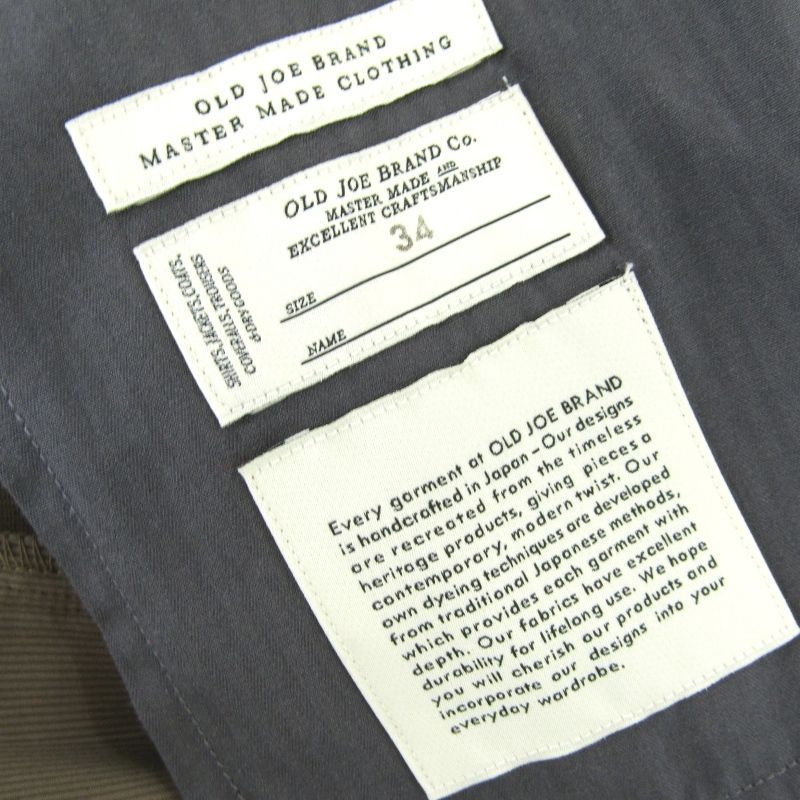 OLD JOE BRAND
MASTER MADE CLOTHING
OLD JOE BRAND Co.
MASTER MADE AND
EXCELLENT CRAFTSMANSHIP
34
SIZE
NAME
SHIRTS, JACKETS, COATS,
COVERALLS, TROUSERS
& DRY GOODS
Every garment at OLD JOE BRAND
is handcrafted in Japan - Our designs
are recreated from the timeless
heritage products, giving pieces a
contemporary, modern twist. Our
own dyeing techniques are developed
from traditional Japanese methods,
which provides each garment with
depth. Our fabrics have excellent
durability for lifelong use. We hope
you will cherish our products and
incorporate our designs into your
everyday wardrobe.